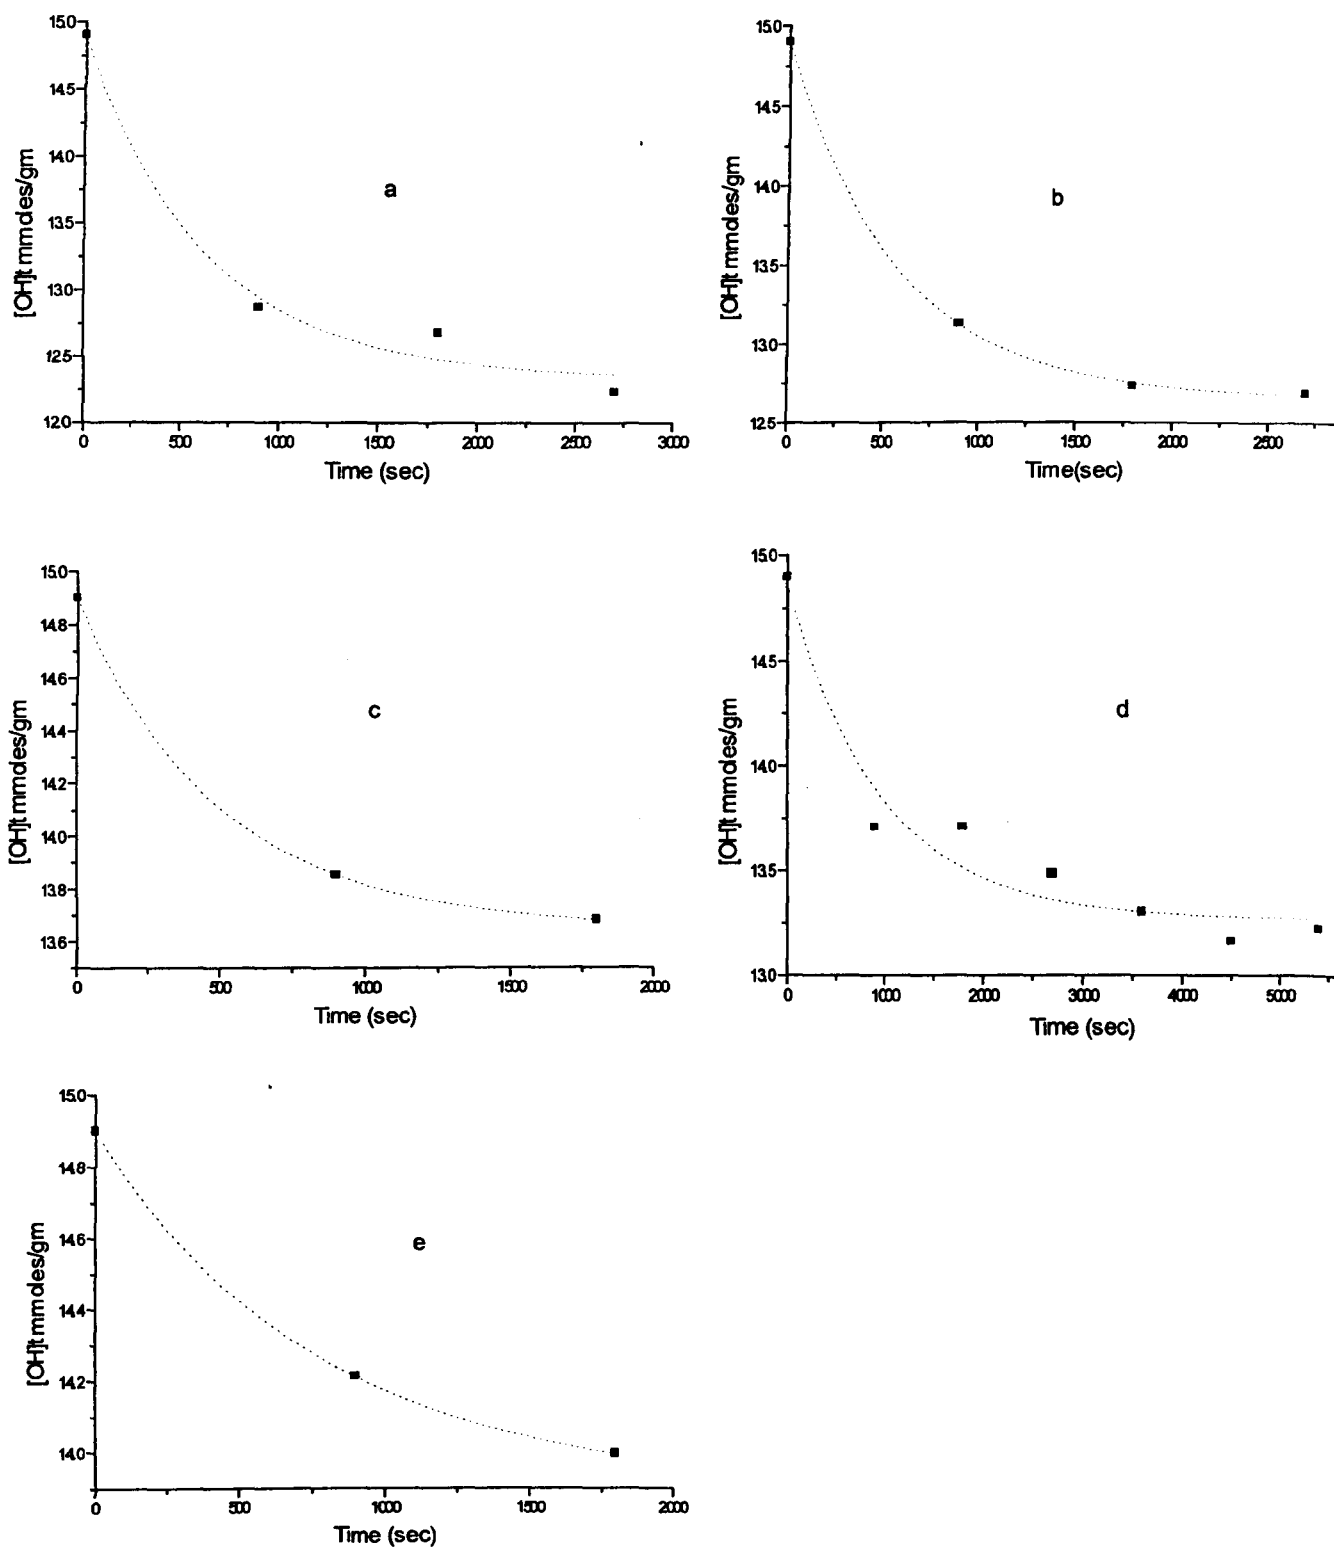 15.0
14.5
14.0
13.5
13.0
12.5
12.0
[OH]t mmoles/gm
a
0 500 1000 1500 2000 2500 3000
Time (sec)
15.0
14.5
14.0
13.5
13.0
12.5
[OH]t mmoles/gm
b
0 500 1000 1500 2000 2500
Time(sec)
15.0
14.8
14.6
14.4
14.2
14.0
13.8
13.6
[OH]t mmoles/gm
c
0 500 1000 1500 2000
Time (sec)
15.0
14.5
14.0
13.5
13.0
[OH]t mmoles/gm
d
0 1000 2000 3000 4000 5000
Time (sec)
15.0
14.8
14.6
14.4
14.2
14.0
[OH]t mmoles/gm
e
0 500 1000 1500 2000
Time (sec)